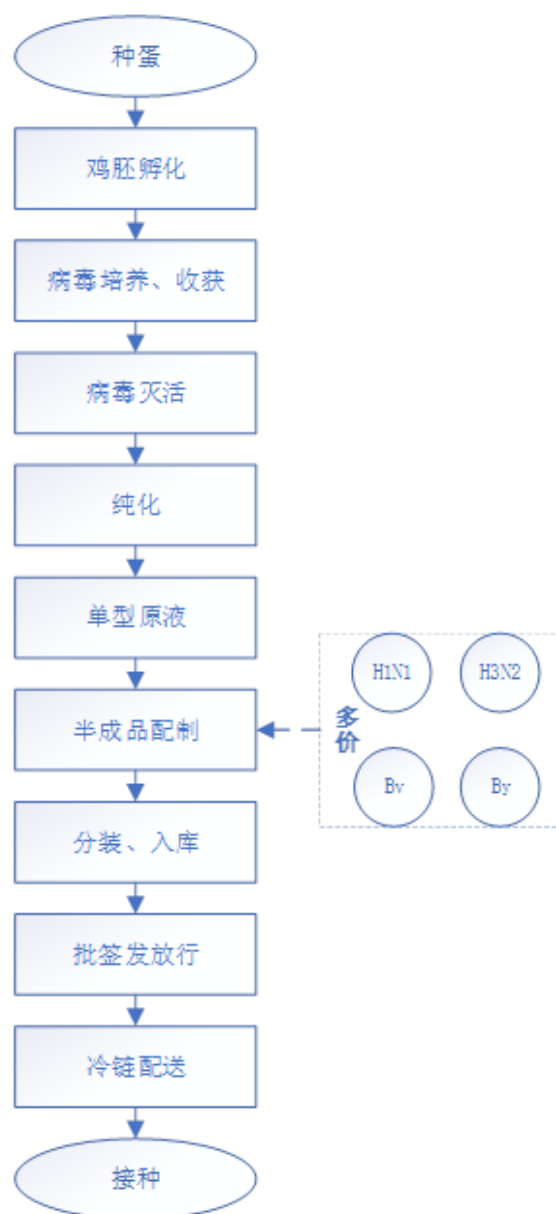 种蛋
鸡胚孵化
病毒培养、收获
病毒灭活
纯化
单型原液
半成品配制
多价
H1N1
H3N2
Bv
By
分装、入库
批签发放行
冷链配送
接种